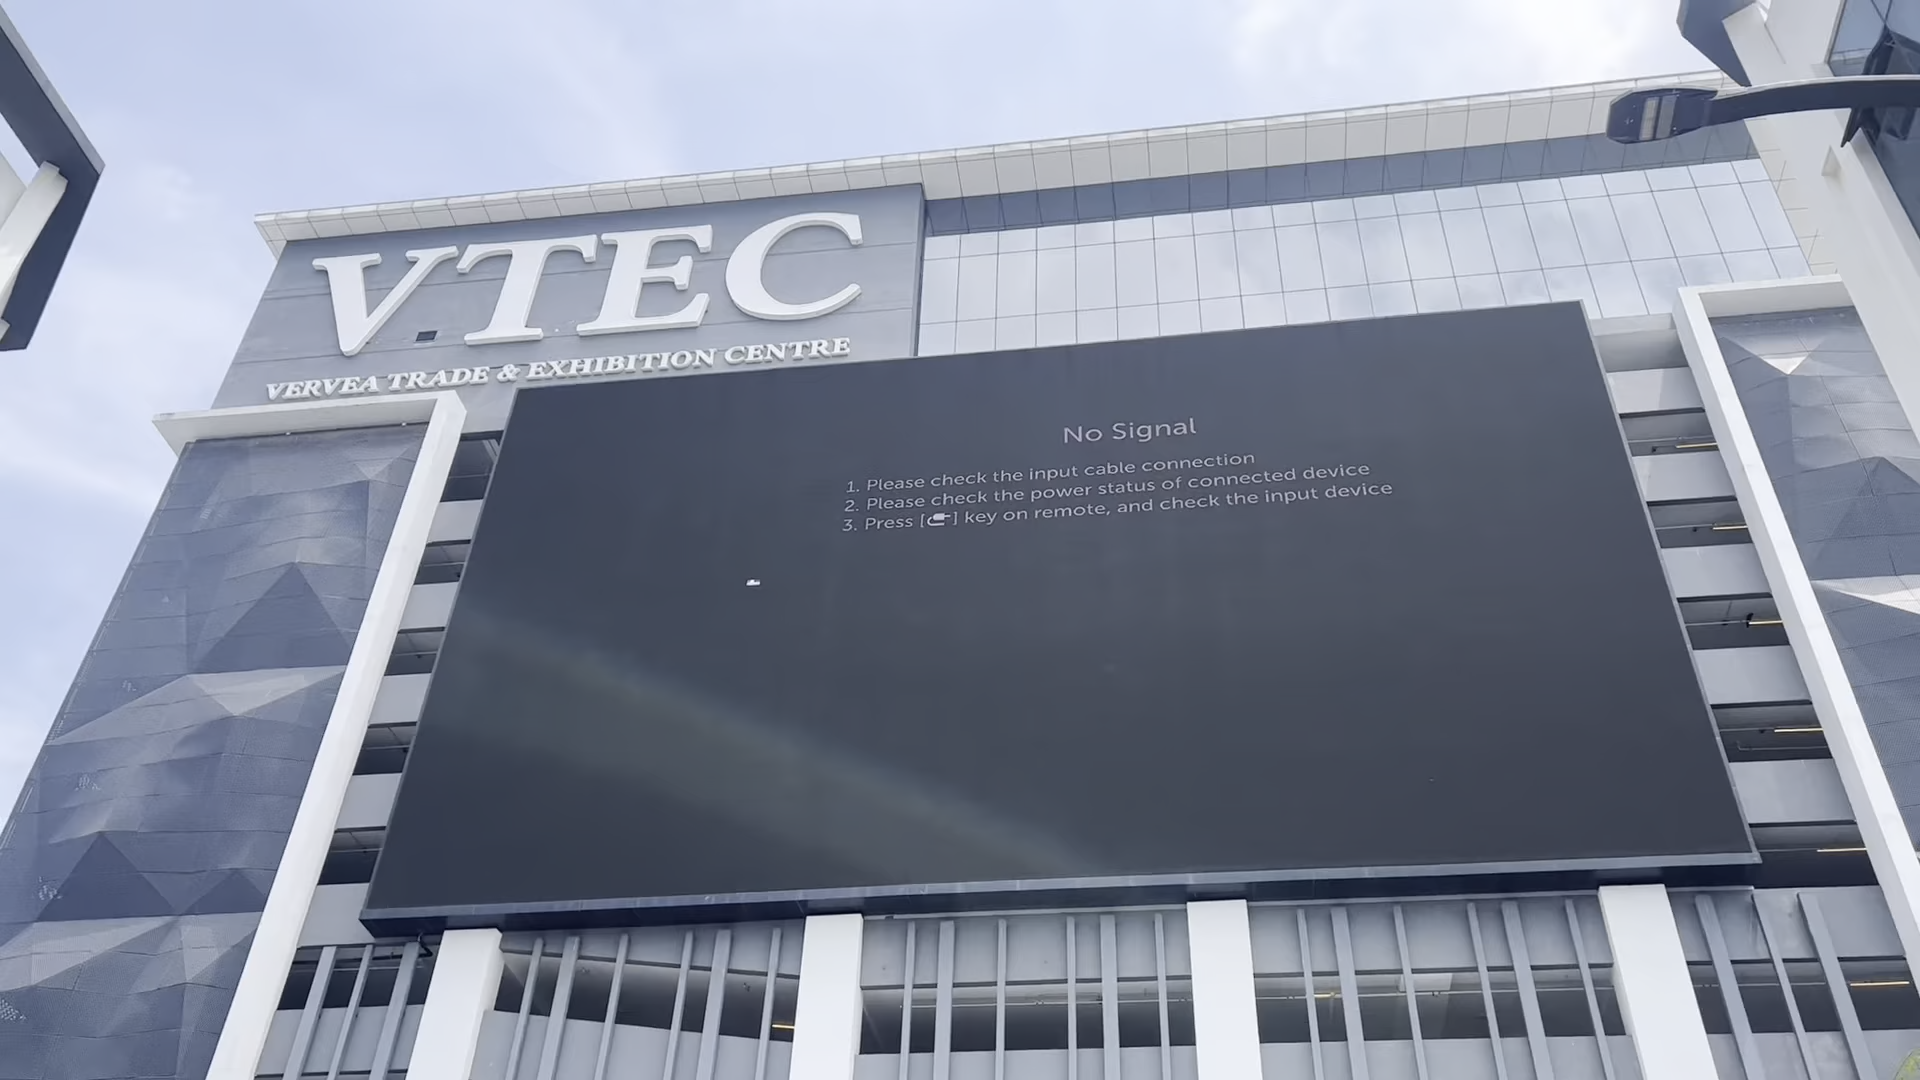 VTEC
VERVEA TRADE & EXHIBITION CENTRE
No Signal
1. Please check the input cable connection
2. Please check the power status of connected device
3. Press [] key on remote, and check the input device